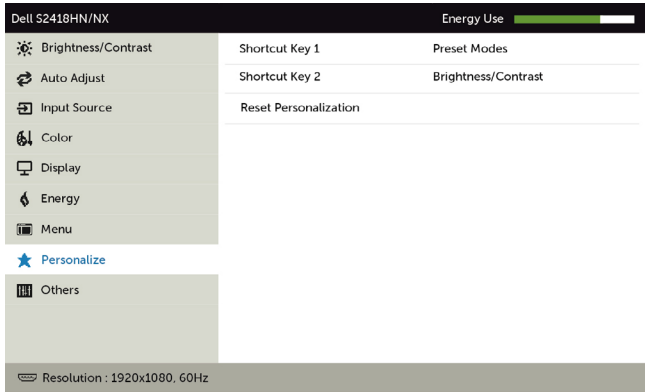 Dell S2418HN/NX Energy Use
Brightness/Contrast
Shortcut Key 1 Preset Modes
Auto Adjust
Shortcut Key 2 Brightness/Contrast
Input Source
Reset Personalization
Color
Display
Energy
Menu
Personalize
Others
Resolution : 1920x1080, 60Hz